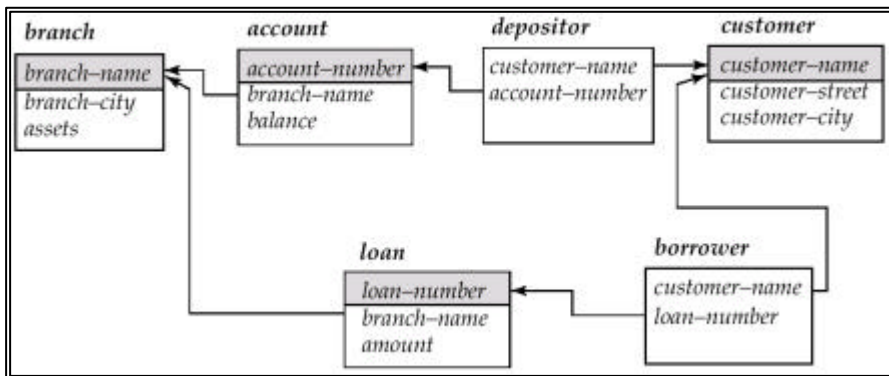 branch
branch–name
branch–city
assets
account
account–number
branch–name
balance
depositor
customer–name
account–number
customer
customer–name
customer–street
customer–city
loan
loan–number
branch–name
amount
borrower
customer–name
loan–number